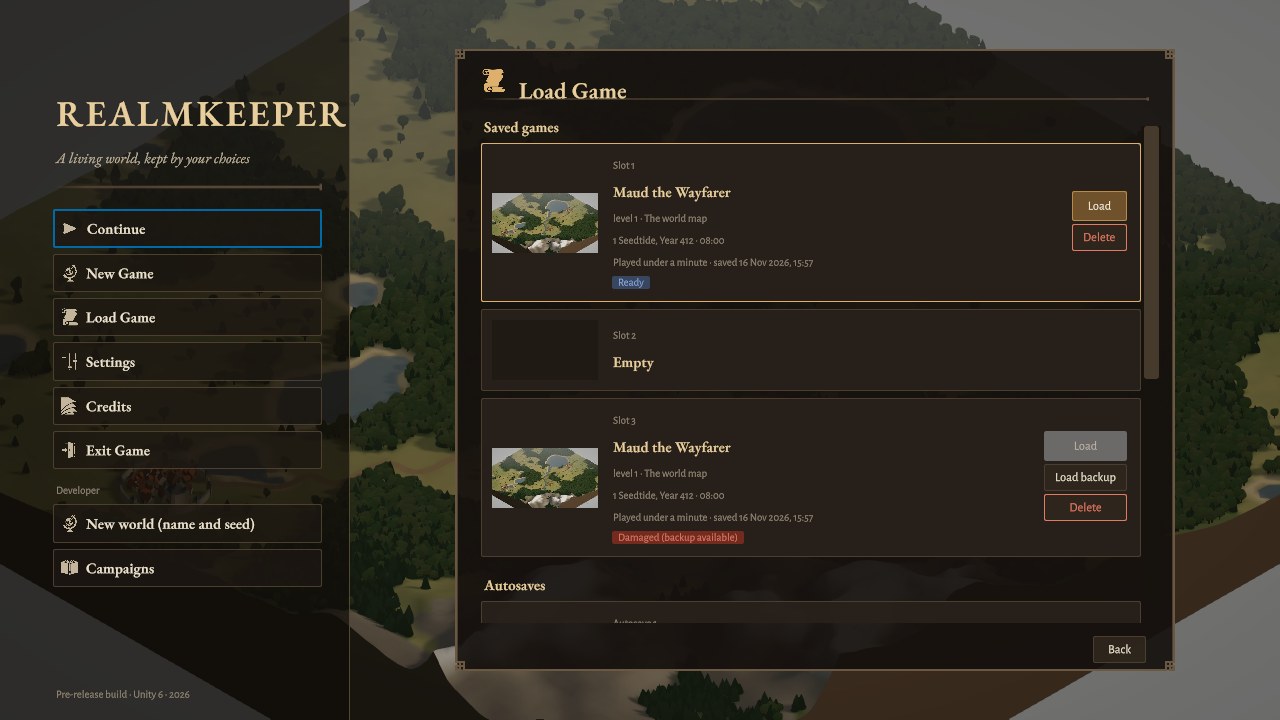 REALMKEEPER
A living world, kept by your choices
Continue
New Game
Load Game
Settings
Credits
Exit Game
Developer
New world (name and seed)
Campaigns
Pre-release build · Unity 6 · 2026
Load Game
Saved games
Slot 1
Maud the Wayfarer
level 1 · The world map
1 Seedtide, Year 412 · 08:00
Played under a minute · saved 16 Nov 2026, 15:57
Ready
Load
Delete
Slot 2
Empty
Slot 3
Maud the Wayfarer
level 1 · The world map
1 Seedtide, Year 412 · 08:00
Played under a minute · saved 16 Nov 2026, 15:57
Damaged (backup available)
Load
Load backup
Delete
Autosaves
Back